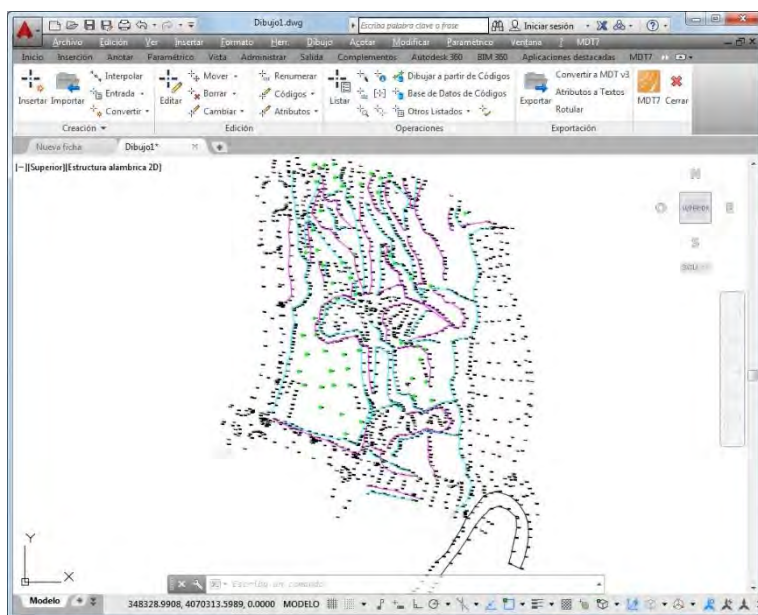 Dibujo1.dwg
Escriba palabra clave o frase
Iniciar sesión
Archivo Edición Ver Insertar Formato Herr. Dibujo Acotar Modificar Paramétrico Ventana ? MDT7
Inicio Inserción Anotar Paramétrico Vista Administrar Salida Complementos Autodesk 360 BIM 360 Aplicaciones destacadas MDT7
Interpolar Mover Renumerar Dibujar a partir de Códigos Convertir a MDT v3
Entrada Borrar Códigos Base de Datos de Códigos Atributos a Textos
Insertar Importar Convertir Editar Cambiar Atributos Listar Otros Listados Exportar Rotular MDT7 Cerrar
Creación Edición Operaciones Exportación
Nueva ficha Dibujo1*
[−][Superior][Estructura alámbrica 2D]
N
O SUPERIOR E
S
Y
X
Escriba un comando
Modelo 348328.9908, 4070313.5989, 0.0000 MODELO